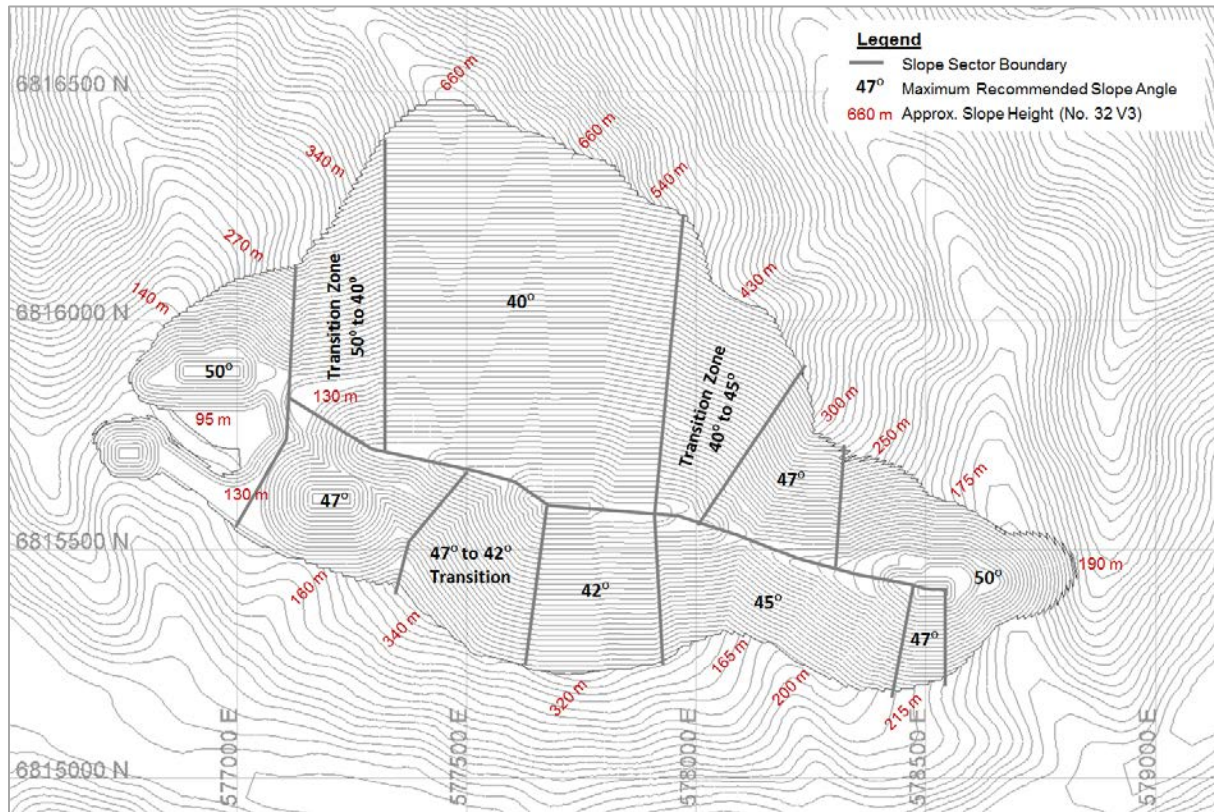 Legend
Slope Sector Boundary
47° Maximum Recommended Slope Angle
660 m Approx. Slope Height (No. 32 V3)
6816500 N
660 m
660 m
340 m
540 m
270 m
430 m
140 m
6816000 N
Transition Zone
50° to 40°
40°
50°
130 m
95 m
Transition Zone
40° to 45°
300 m
250 m
47°
175 m
130 m
47°
6815500 N
47° to 42°
Transition
42°
45°
50°
190 m
160 m
340 m
47°
165 m
200 m
320 m
215 m
6815000 N
577000 E
577500 E
578000 E
578500 E
579000 E